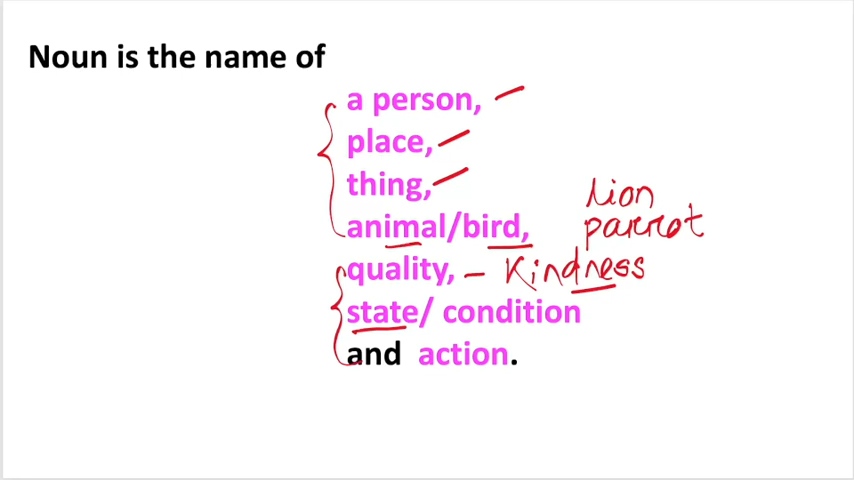 Noun is the name of
a person,
place,
thing,
lion
animal/bird, parrot
quality, - Kindness
state/ condition
and action.